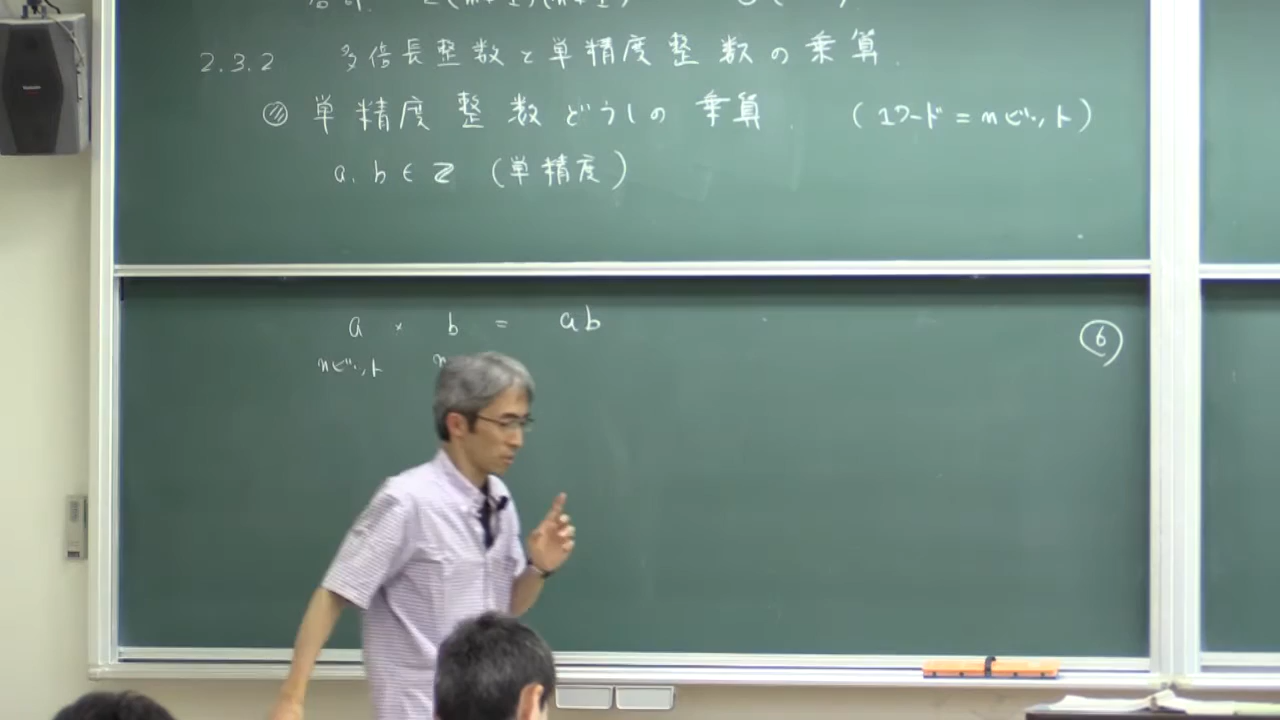 2.3.2 多倍長整数と単精度整数の乗算.
◎ 単精度整数どうしの乗算. (1ワード = nビット)
a, b ∈ Z (単精度)
a × b = ab
nビット n
⑥